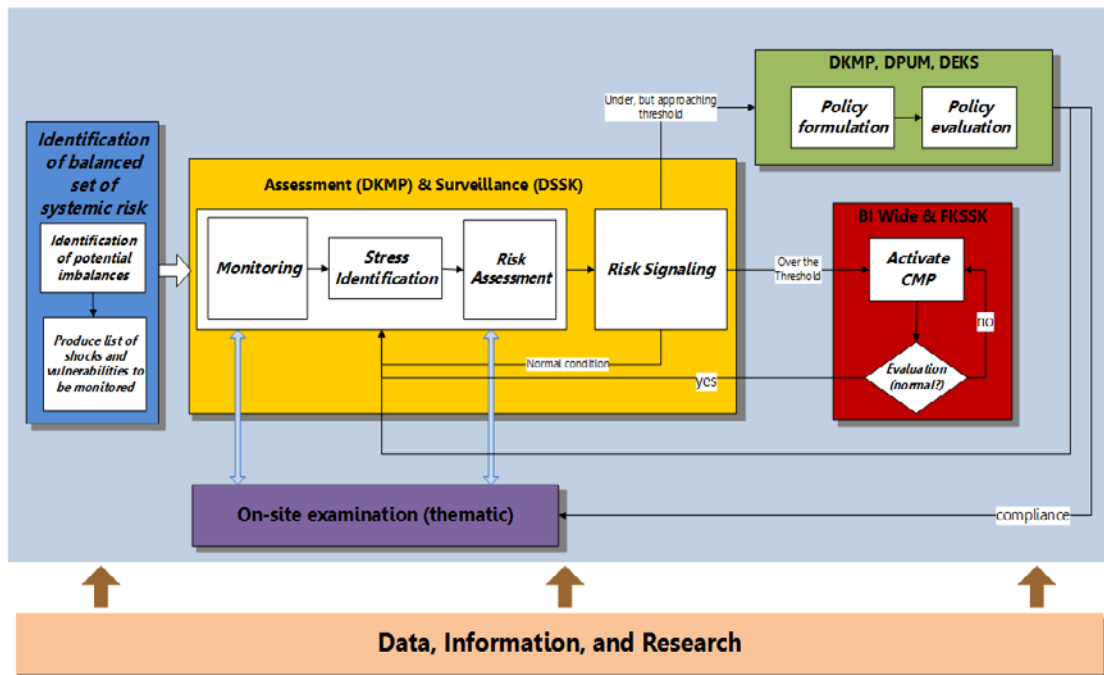 DKMP, DPUM, DEKS
Policy
formulation
Policy
evaluation
Under, but approaching
threshold
Identification
of balanced
set of
systemic risk
Identification
of potential
imbalances
Produce list of
shocks and
vulnerabilities to
be monitored
Assessment (DKMP) & Surveillance (DSSK)
Monitoring
Stress
Identification
Risk
Assessment
Risk Signaling
Normal condition
Over the
Threshold
BI Wide & FKSSK
Activate
CMP
no
Evaluation
(normal?)
yes
On-site examination (thematic)
compliance
Data, Information, and Research